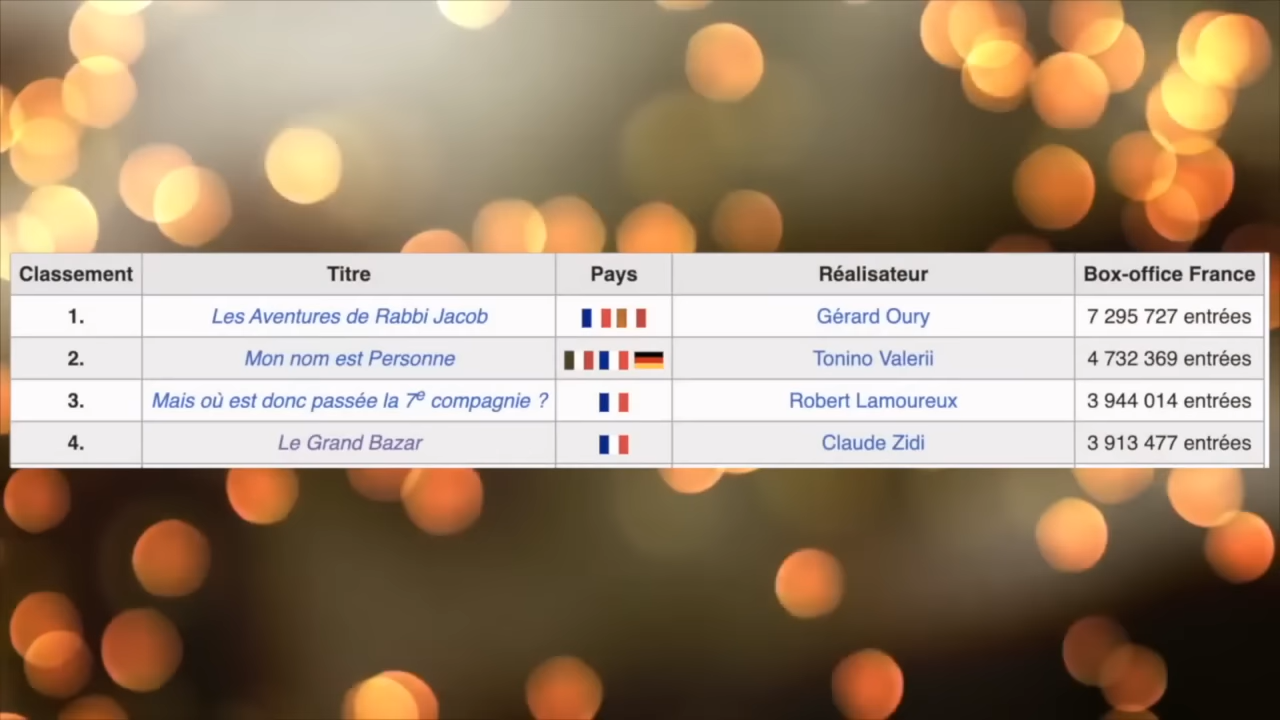 Classement Titre Pays Réalisateur Box-office France
1. Les Aventures de Rabbi Jacob Gérard Oury 7 295 727 entrées
2. Mon nom est Personne Tonino Valerii 4 732 369 entrées
3. Mais où est donc passée la 7e compagnie ? Robert Lamoureux 3 944 014 entrées
4. Le Grand Bazar Claude Zidi 3 913 477 entrées